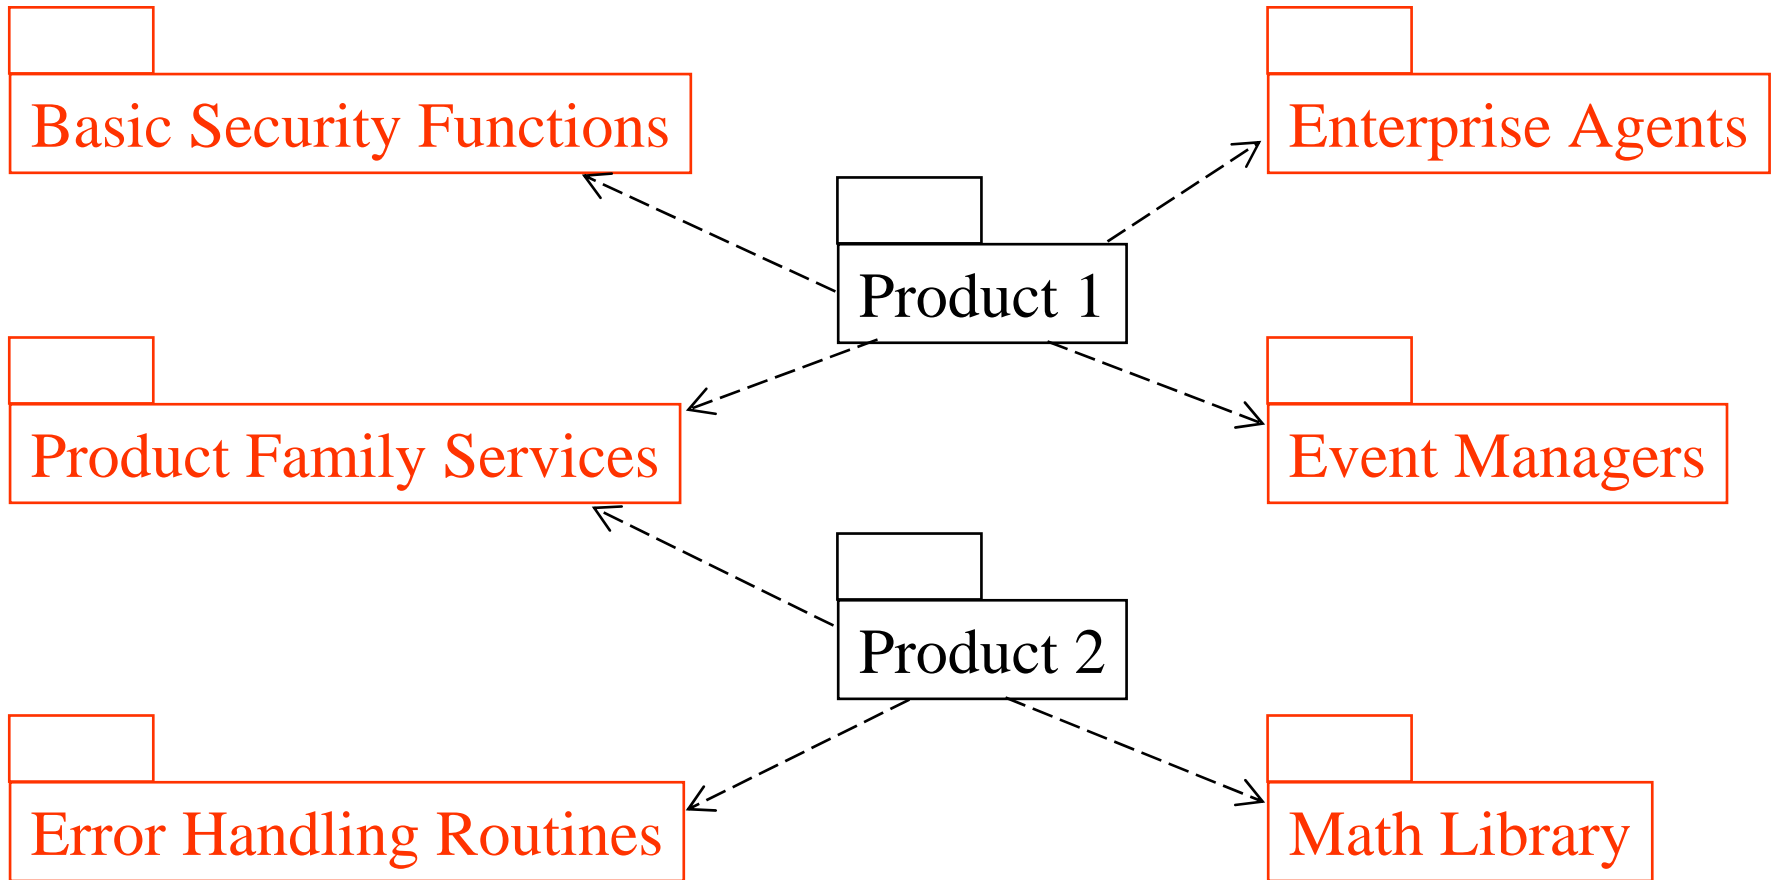 Basic Security Functions
Enterprise Agents
Product 1
Product Family Services
Event Managers
Product 2
Error Handling Routines
Math Library